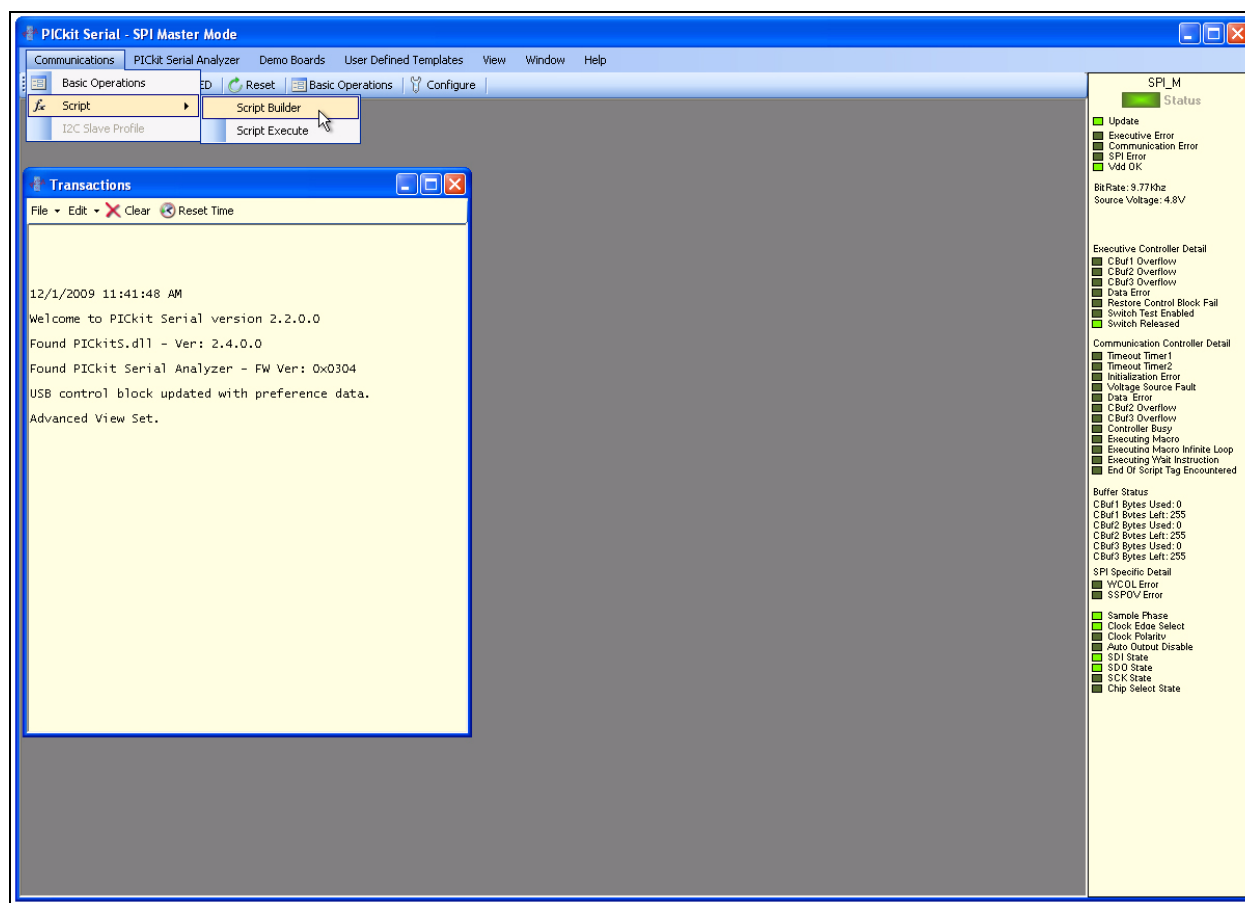 PICkit Serial - SPI Master Mode
Communications PICkit Serial Analyzer Demo Boards User Defined Templates View Window Help
Basic Operations ED Reset Basic Operations Configure
Script Script Builder
I2C Slave Profile Script Execute
Transactions
File Edit Clear Reset Time
12/1/2009 11:41:48 AM
Welcome to PICkit Serial version 2.2.0.0
Found PICkitS.dll - Ver: 2.4.0.0
Found PICkit Serial Analyzer - FW Ver: 0x0304
USB control block updated with preference data.
Advanced View Set.
SPI_M
Status
Update
Executive Error
Communication Error
SPI Error
Vdd OK
BitRate: 9.77Khz
Source Voltage: 4.8V
Executive Controller Detail
CBuf1 Overflow
CBuf2 Overflow
CBuf3 Overflow
Data Error
Restore Control Block Fail
Switch Test Enabled
Switch Released
Communication Controller Detail
Timeout Timer1
Timeout Timer2
Initialization Error
Voltage Source Fault
Data Error
CBuf2 Overflow
CBuf3 Overflow
Controller Busy
Executing Macro
Executing Macro Infinite Loop
Executing Wait Instruction
End Of Script Tag Encountered
Buffer Status
CBuf1 Bytes Used: 0
CBuf1 Bytes Left: 255
CBuf2 Bytes Used: 0
CBuf2 Bytes Left: 255
CBuf3 Bytes Used: 0
CBuf3 Bytes Left: 255
SPI Specific Detail
WCOL Error
SSPOV Error
Sample Phase
Clock Edge Select
Clock Polarity
Auto Output Disable
SDI State
SDO State
SCK State
Chip Select State